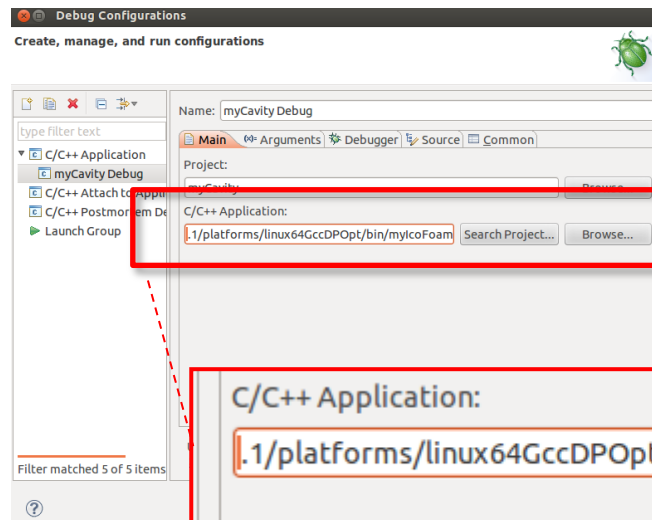 Debug Configurations
Create, manage, and run configurations
Name: myCavity Debug
type filter text
Main Arguments Debugger Source Common
C/C++ Application
Project:
myCavity Debug
myCavity Browse...
C/C++ Attach to Appli
C/C++ Application:
C/C++ Postmortem De
.1/platforms/linux64GccDPOpt/bin/myIcoFoam Search Project... Browse...
Launch Group
C/C++ Application:
.1/platforms/linux64GccDPOpt
Filter matched 5 of 5 items